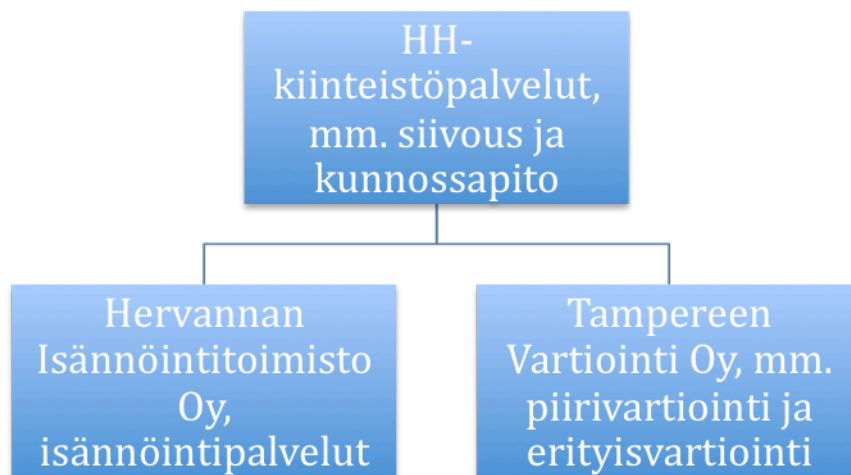 HH-
kiinteistöpalvelut,
mm. siivous ja
kunnossapito
Hervannan
Isännöintitoimisto
Oy,
isännöintipalvelut
Tampereen
Vartiointi Oy, mm.
piirivartiointi ja
erityisvartiointi